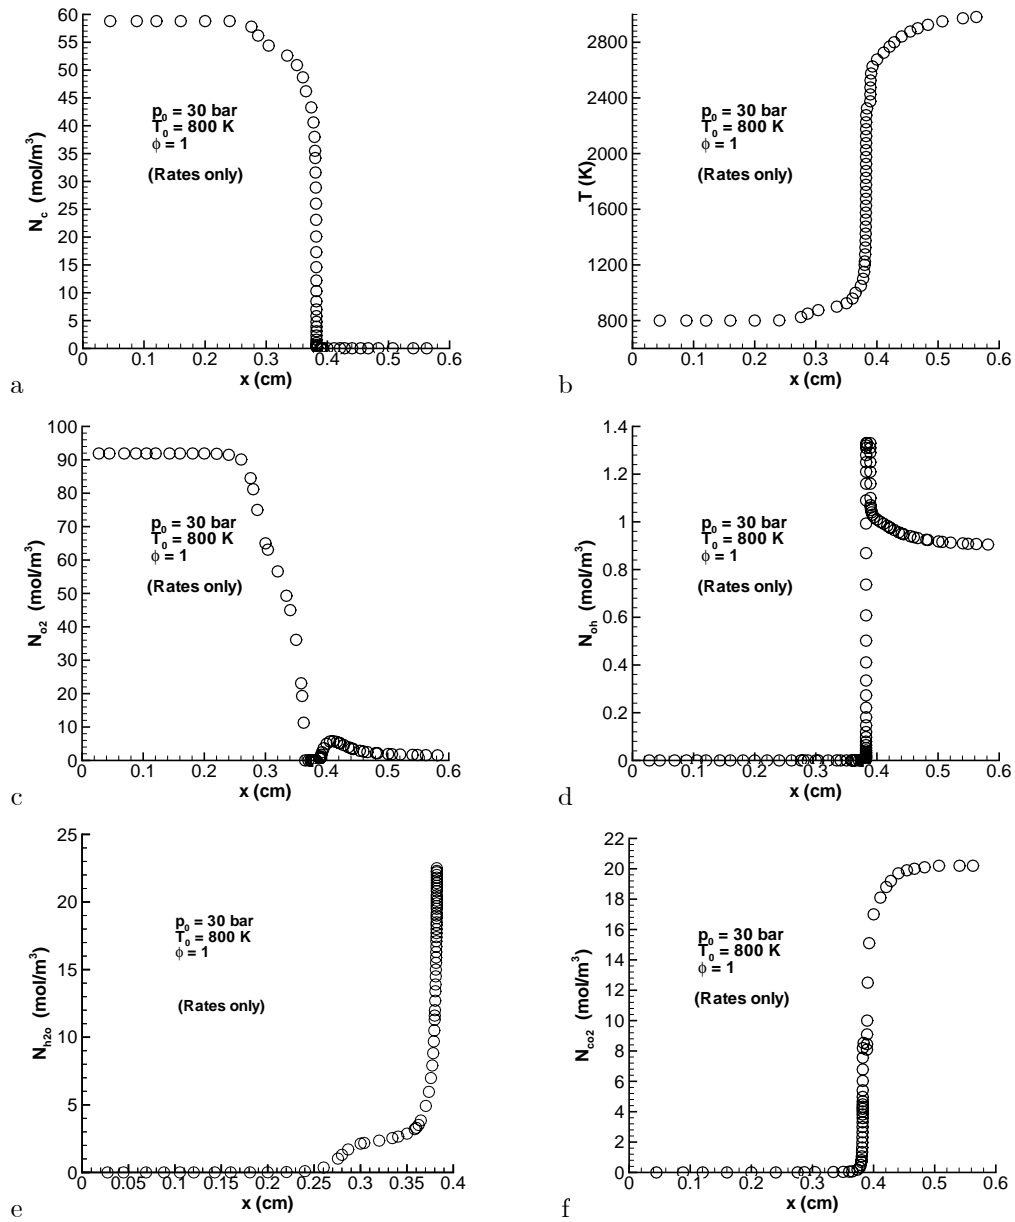 60
50
40
30
20
10
0
N_c (mol/m³)
p₀ = 30 bar
T₀ = 800 K
ϕ = 1
(Rates only)
0 0.1 0.2 0.3 0.4 0.5 0.6
x (cm)
a
2800
2400
2000
1600
1200
800
T (K)
p₀ = 30 bar
T₀ = 800 K
ϕ = 1
(Rates only)
0 0.1 0.2 0.3 0.4 0.5 0.6
x (cm)
b
100
90
80
70
60
50
40
30
20
10
0
N_o2 (mol/m³)
p₀ = 30 bar
T₀ = 800 K
ϕ = 1
(Rates only)
0 0.1 0.2 0.3 0.4 0.5 0.6
x (cm)
c
1.4
1.2
1
0.8
0.6
0.4
0.2
0
N_oh (mol/m³)
p₀ = 30 bar
T₀ = 800 K
ϕ = 1
(Rates only)
0 0.1 0.2 0.3 0.4 0.5 0.6
x (cm)
d
25
20
15
10
5
0
N_h2o (mol/m³)
p₀ = 30 bar
T₀ = 800 K
ϕ = 1
(Rates only)
0 0.05 0.1 0.15 0.2 0.25 0.3 0.35 0.4
x (cm)
e
22
20
18
16
14
12
10
8
6
4
2
0
N_co2 (mol/m³)
p₀ = 30 bar
T₀ = 800 K
ϕ = 1
(Rates only)
0 0.1 0.2 0.3 0.4 0.5 0.6
x (cm)
f